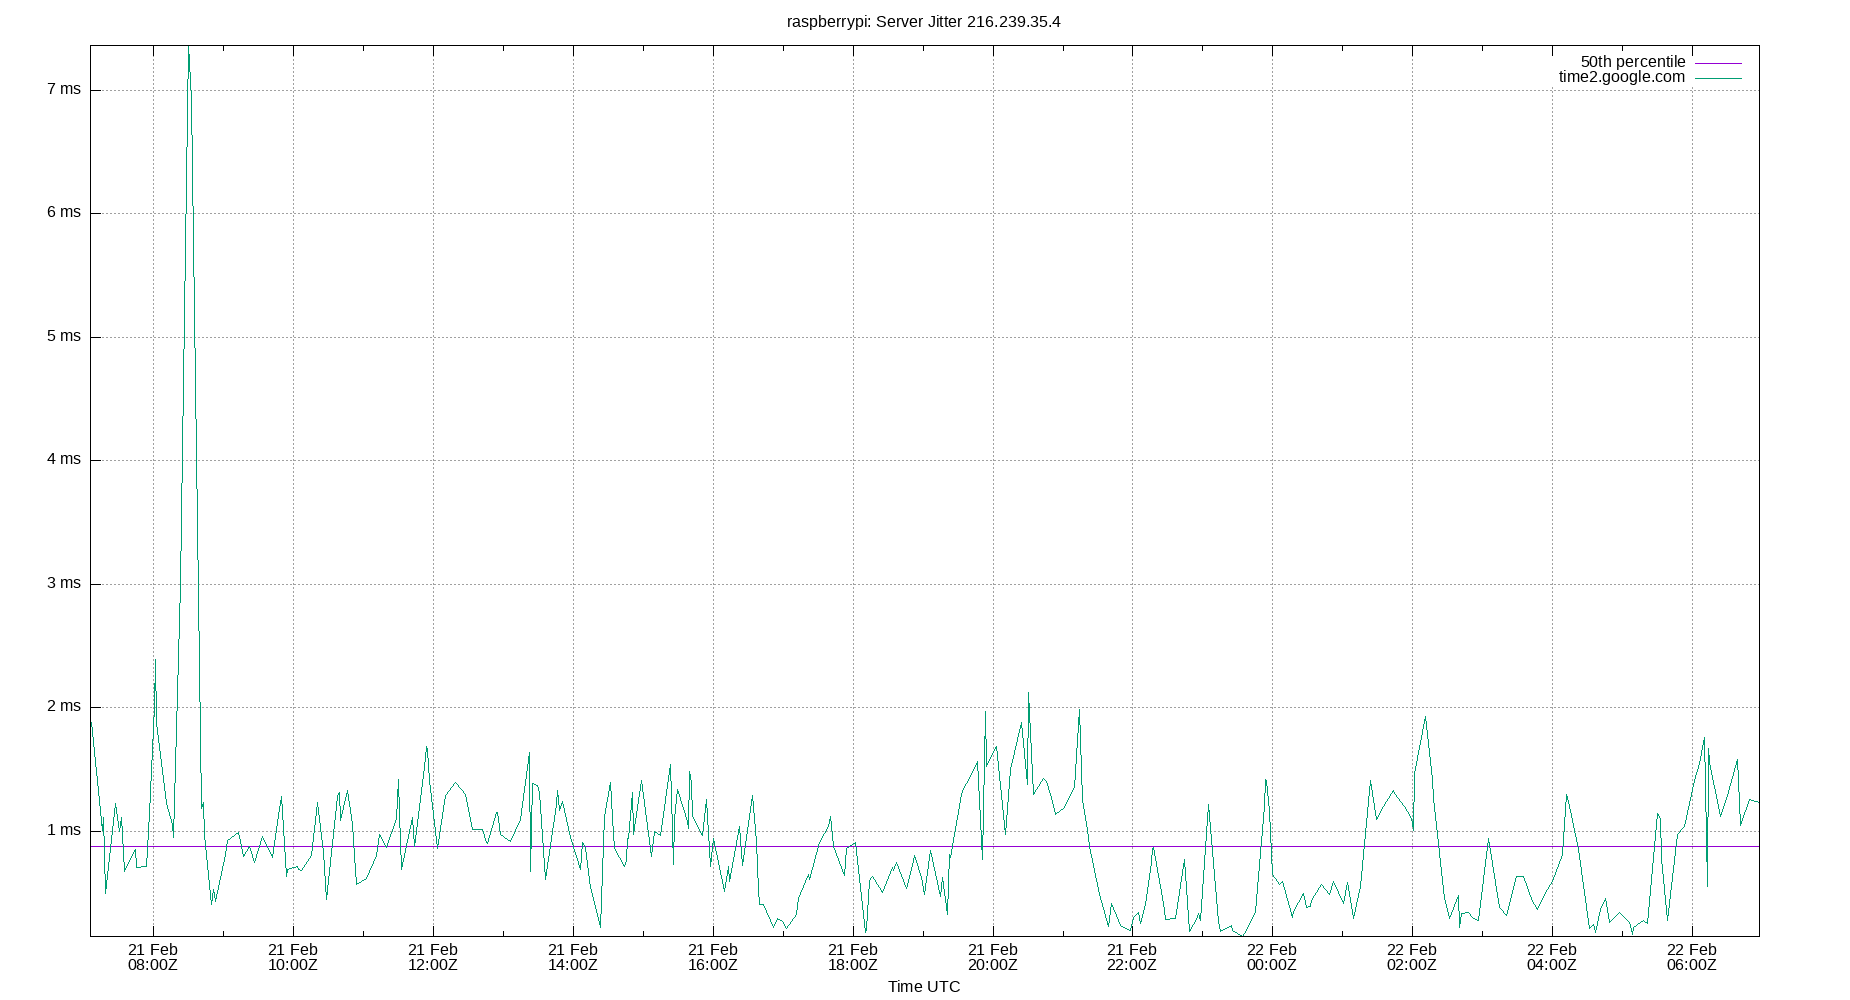 raspberrypi: Server Jitter 216.239.35.4
50th percentile
time2.google.com
7 ms
6 ms
5 ms
4 ms
3 ms
2 ms
1 ms
21 Feb 21 Feb 21 Feb 21 Feb 21 Feb 21 Feb 21 Feb 21 Feb 22 Feb 22 Feb 22 Feb 22 Feb
08:00Z 10:00Z 12:00Z 14:00Z 16:00Z 18:00Z 20:00Z 22:00Z 00:00Z 02:00Z 04:00Z 06:00Z
Time UTC